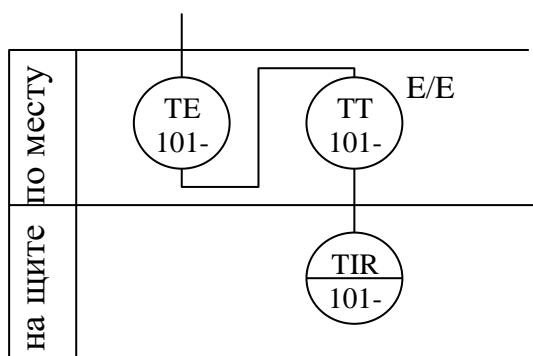 по месту
TE
101-
TT
101-
E/E
на щите
TIR
101-